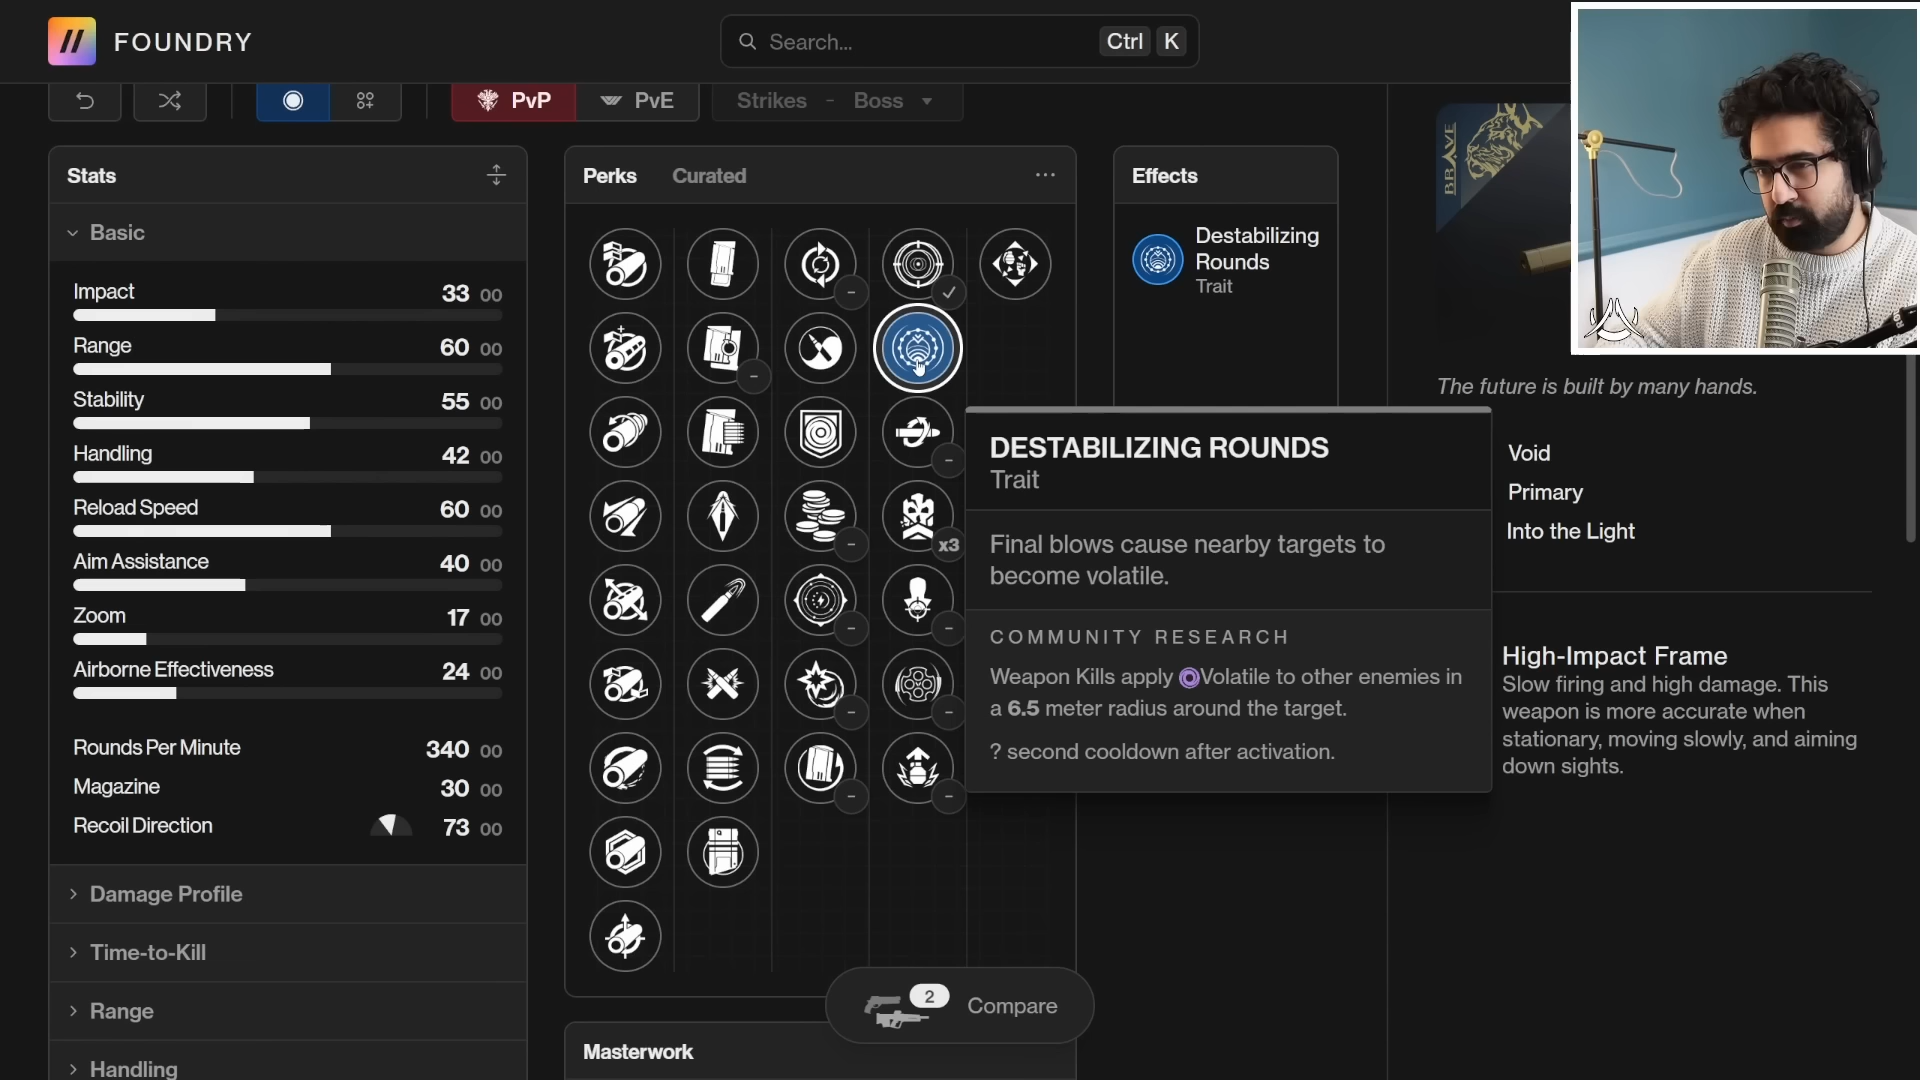 FOUNDRY
Search...
Ctrl K
PvP
PvE
Strikes - Boss
Stats
Basic
Impact 33 00
Range 60 00
Stability 55 00
Handling 42 00
Reload Speed 60 00
Aim Assistance 40 00
Zoom 17 00
Airborne Effectiveness 24 00
Rounds Per Minute 340 00
Magazine 30 00
Recoil Direction 73 00
Damage Profile
Time-to-Kill
Range
Handling
Perks Curated
x3
Effects
Destabilizing
Rounds
Trait
DESTABILIZING ROUNDS
Trait
Final blows cause nearby targets to
become volatile.
COMMUNITY RESEARCH
Weapon Kills apply Volatile to other enemies in
a 6.5 meter radius around the target.
? second cooldown after activation.
2 Compare
Masterwork
BRAVE
The future is built by many hands.
Void
Primary
Into the Light
High-Impact Frame
Slow firing and high damage. This
weapon is more accurate when
stationary, moving slowly, and aiming
down sights.